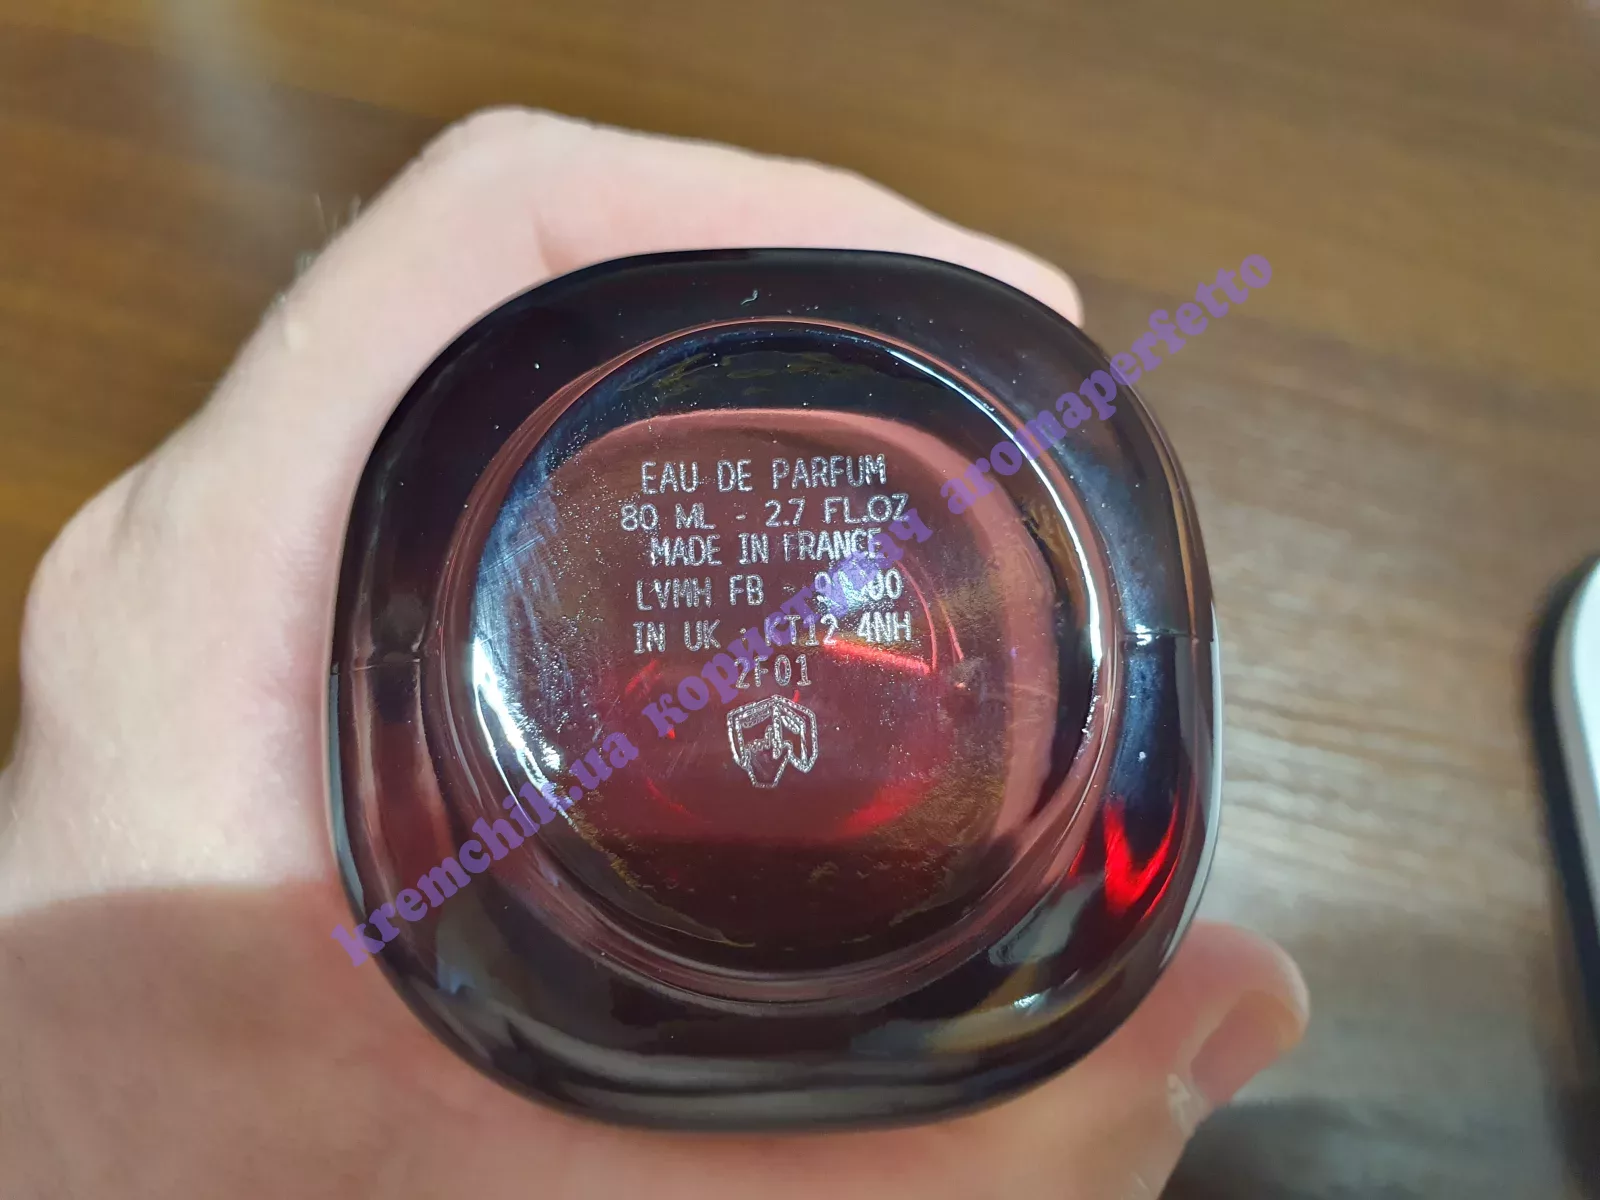 EAU DE PARFUM
80 ML - 2.7 FL.OZ
MADE IN FRANCE
LVMH FB -
IN UK : KT12 4NH
2F01
kremchik.ua користувач aromaperfetto